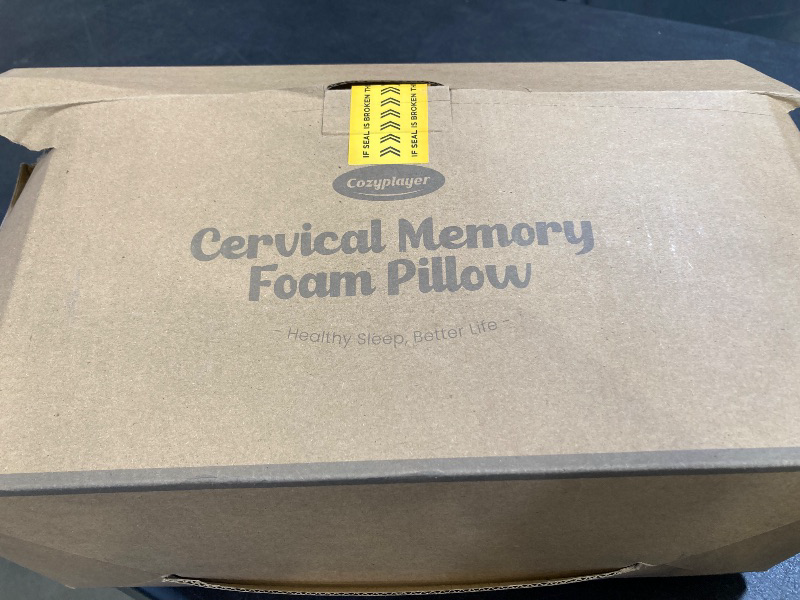 IF SEAL IS BROKEN
IF SEAL IS BROKEN
Cozyplayer
Cervical Memory
Foam Pillow
- Healthy Sleep, Better Life -